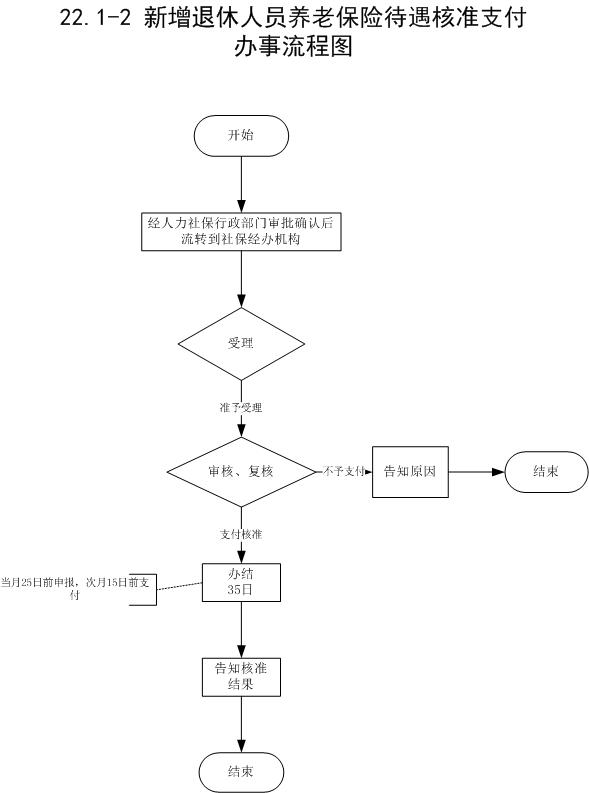 22.1-2 新增退休人员养老保险待遇核准支付
办事流程图
开始
经人力社保行政部门审批确认后
流转到社保经办机构
受理
准予受理
审核、复核
不予支付
告知原因
结束
支付核准
办结
35日
当月25日前申报，次月15日前支
付
告知核准
结果
结束